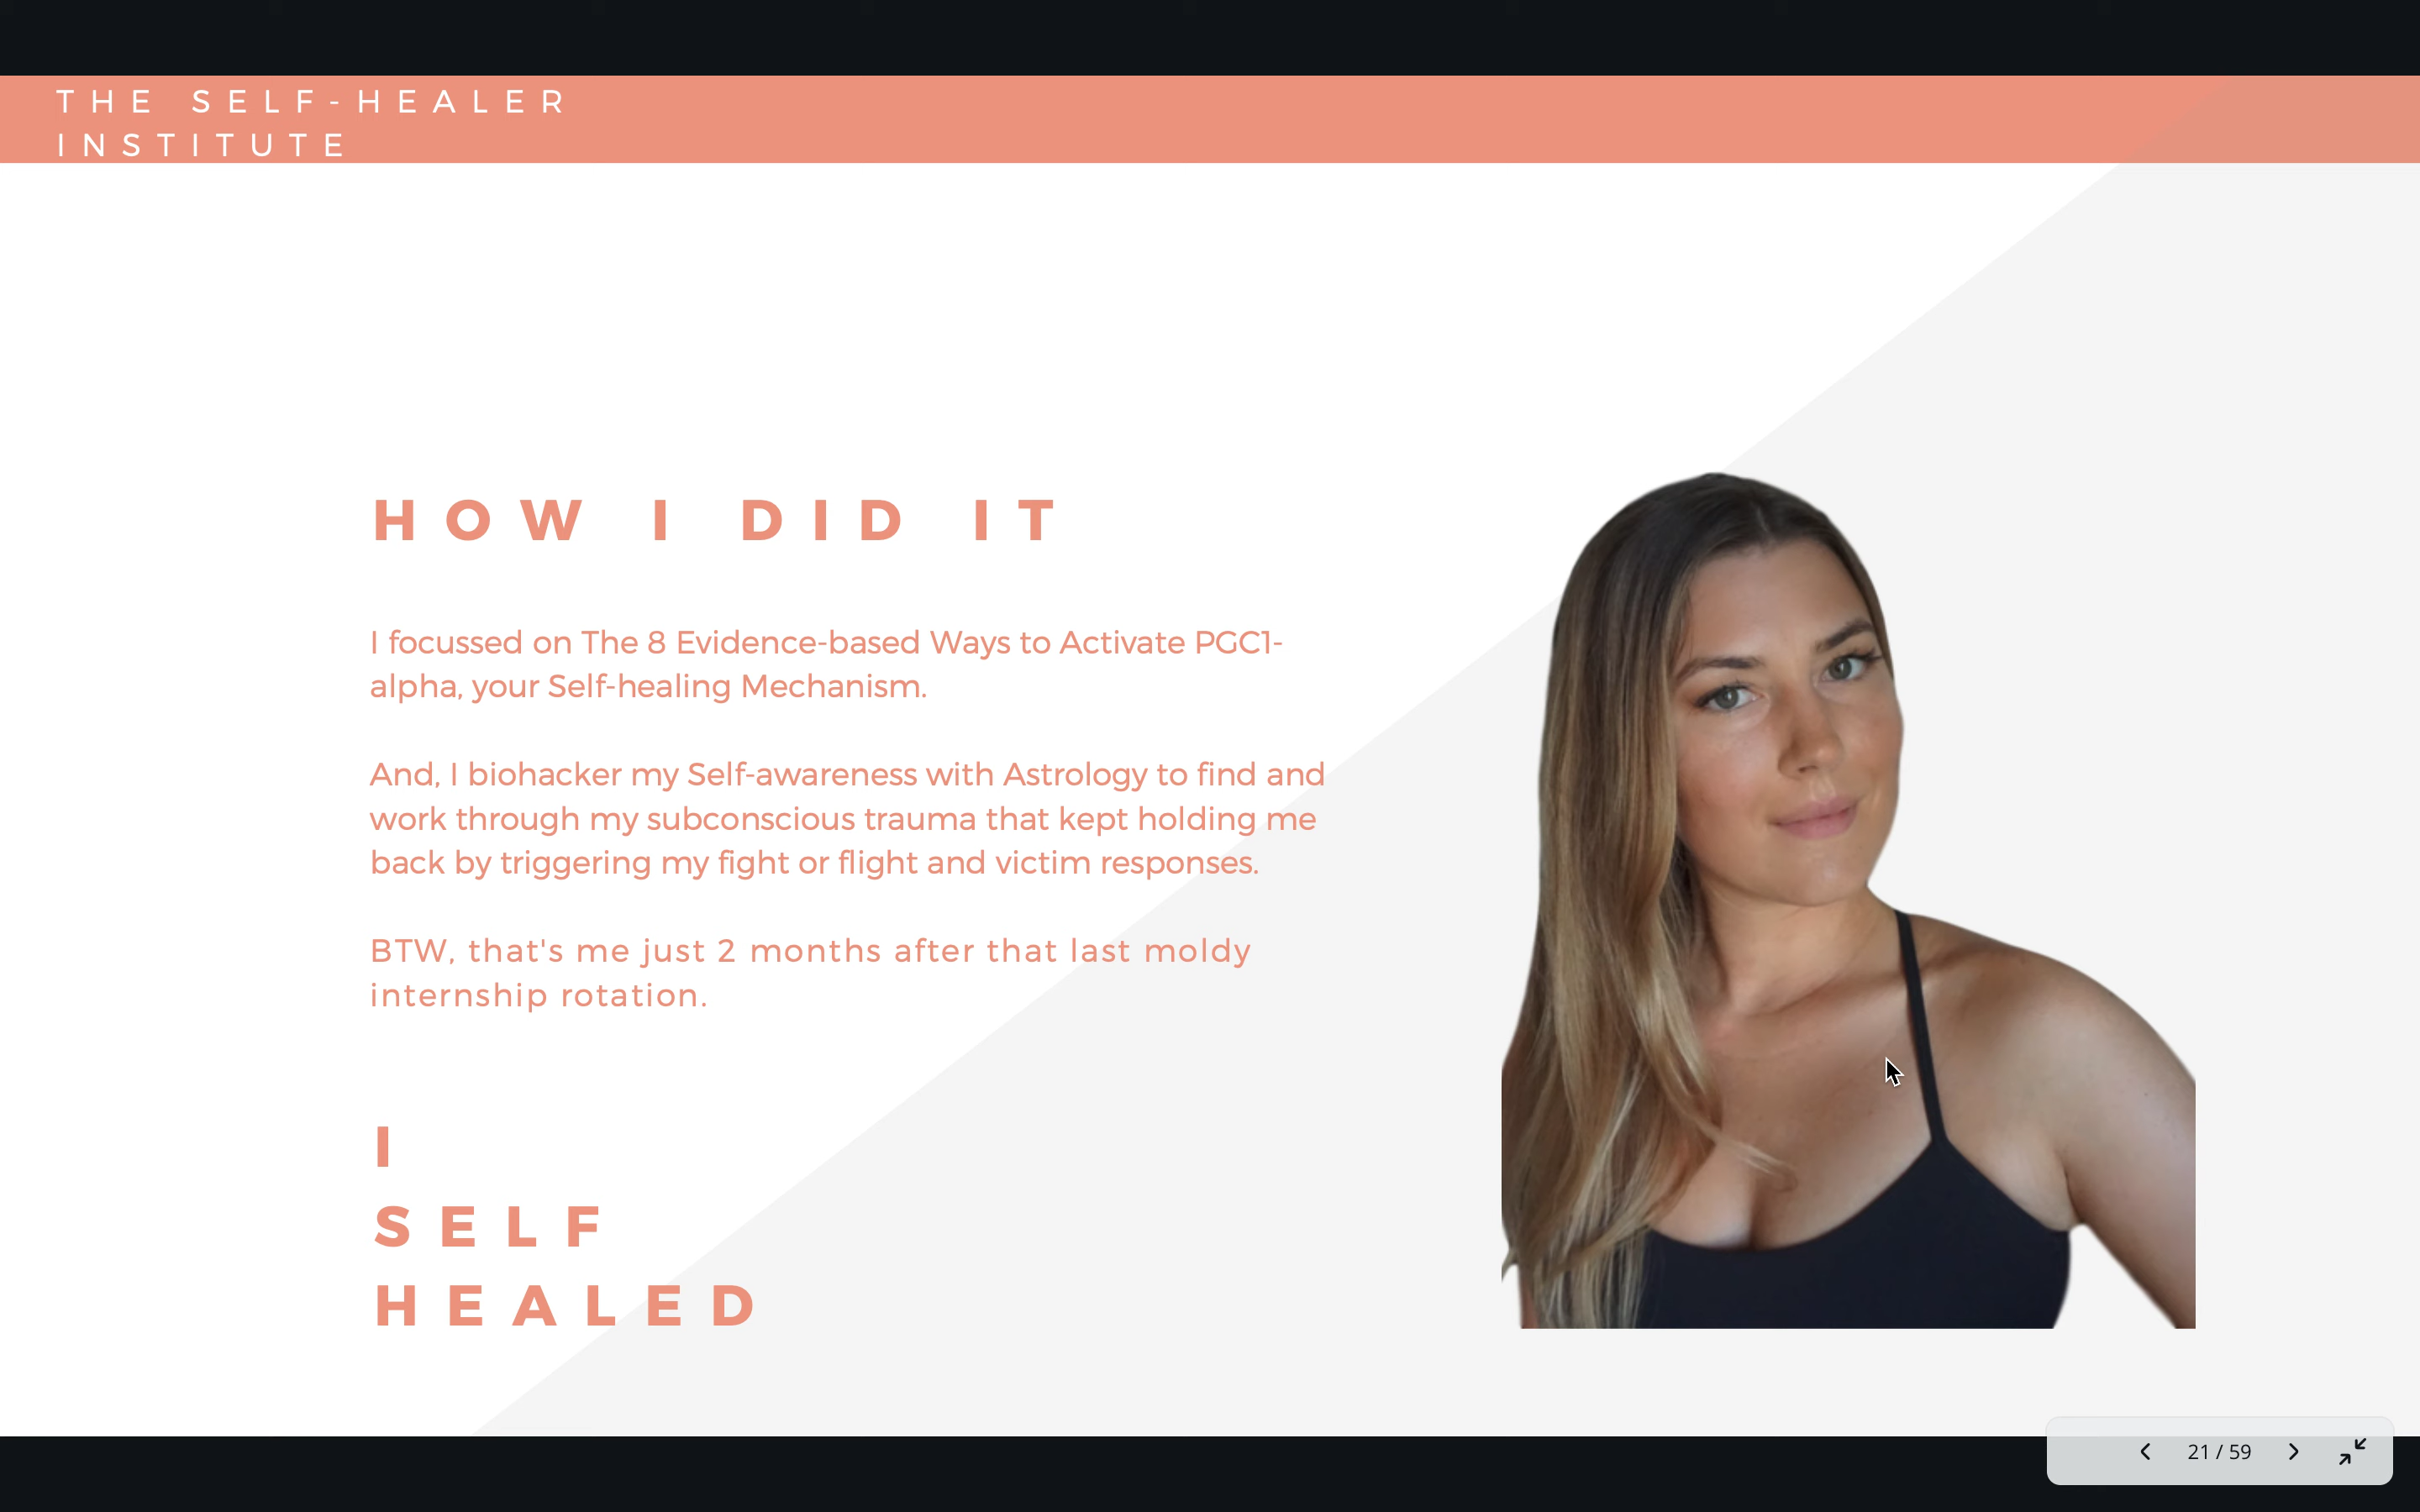 THE SELF-HEALER
INSTITUTE
HOW I DID IT
I focussed on The 8 Evidence-based Ways to Activate PGC1-
alpha, your Self-healing Mechanism.
And, I biohacker my Self-awareness with Astrology to find and
work through my subconscious trauma that kept holding me
back by triggering my fight or flight and victim responses.
BTW, that's me just 2 months after that last moldy
internship rotation.
I
SELF
HEALED
21 / 59